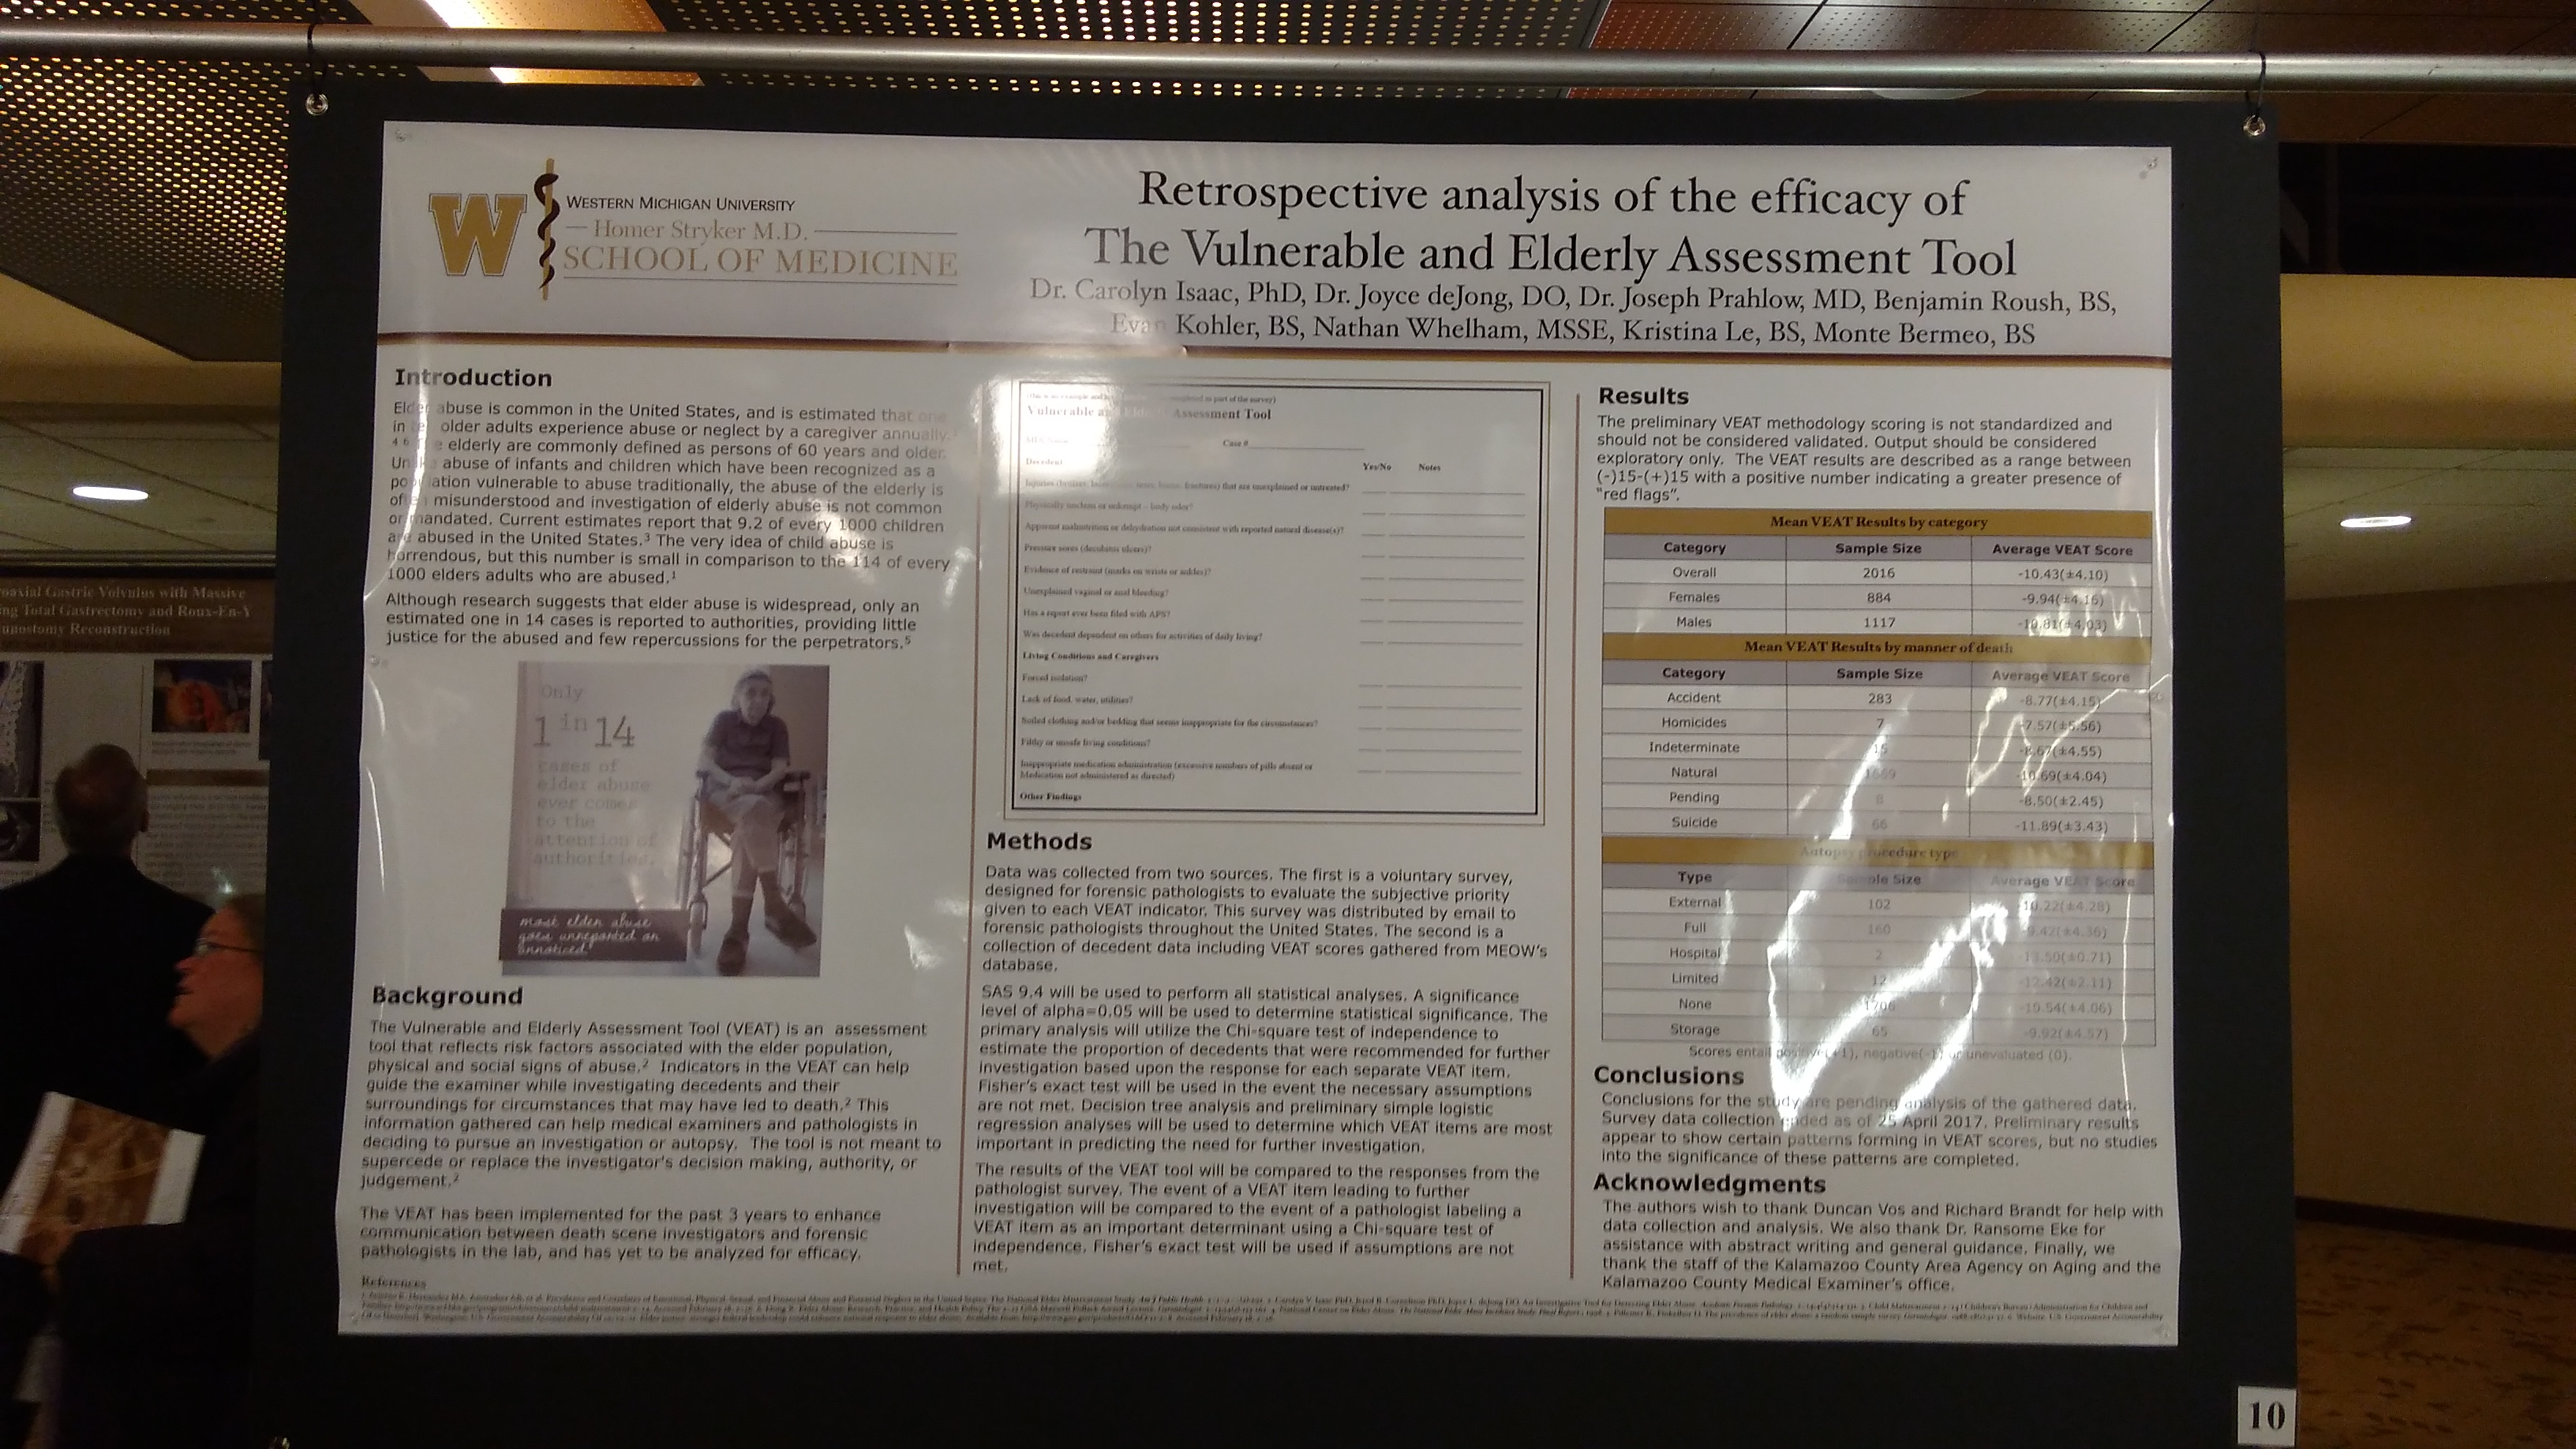 WESTERN MICHIGAN UNIVERSITY
Homer Stryker M.D.
SCHOOL OF MEDICINE
Retrospective analysis of the efficacy of
The Vulnerable and Elderly Assessment Tool
Dr. Carolyn Isaac, PhD, Dr. Joyce deJong, DO, Dr. Joseph Prahlow, MD, Benjamin Roush, BS,
Evan Kohler, BS, Nathan Whelham, MSSE, Kristina Le, BS, Monte Bermeo, BS
Introduction
Elder abuse is common in the United States, and is estimated that one
in older adults experience abuse or neglect by a caregiver annually.
4 6 elderly are commonly defined as persons of 60 years and older.
Unlike abuse of infants and children which have been recognized as a
population vulnerable to abuse traditionally, the abuse of the elderly is
often misunderstood and investigation of elderly abuse is not common
or mandated. Current estimates report that 9.2 of every 1000 children
are abused in the United States.3 The very idea of child abuse is
horrendous, but this number is small in comparison to the 114 of every
1000 elders adults who are abused.1
Although research suggests that elder abuse is widespread, only an
estimated one in 14 cases is reported to authorities, providing little
justice for the abused and few repercussions for the perpetrators.5
Only
1 in 14
cases of
elder abuse
ever comes
to the
attention of
authorities.
most elder abuse
goes unreported or
unnoticed!
Background
The Vulnerable and Elderly Assessment Tool (VEAT) is an assessment
tool that reflects risk factors associated with the elder population,
physical and social signs of abuse.2 Indicators in the VEAT can help
guide the examiner while investigating decedents and their
surroundings for circumstances that may have led to death.2 This
information gathered can help medical examiners and pathologists in
deciding to pursue an investigation or autopsy. The tool is not meant to
supercede or replace the investigator's decision making, authority, or
judgement.2
The VEAT has been implemented for the past 3 years to enhance
communication between death scene investigators and forensic
pathologists in the lab, and has yet to be analyzed for efficacy.
References
Vulnerable Assessment Tool
Case #
Decedent
Yes/No Notes
Injuries fractures) that are unexplained or untreated?
Physically unclean or unkempt - body odor?
Apparent malnutrition or dehydration not consistent with reported natural disease(s)?
Pressure sores (decubitus ulcers)?
Evidence of restraint (marks on wrists or ankles)?
Unexplained vaginal or anal bleeding?
Has a report ever been filed with APS?
Was decedent dependent on others for activities of daily living?
Living Conditions and Caregivers
Forced isolation?
Lack of food, water, utilities?
Soiled clothing and/or bedding that seems inappropriate for the circumstances?
Filthy or unsafe living conditions?
Inappropriate medication administration (excessive numbers of pills absent or
Medication not administered as directed)
Other Findings
Methods
Data was collected from two sources. The first is a voluntary survey,
designed for forensic pathologists to evaluate the subjective priority
given to each VEAT indicator. This survey was distributed by email to
forensic pathologists throughout the United States. The second is a
collection of decedent data including VEAT scores gathered from MEOW's
database.
SAS 9.4 will be used to perform all statistical analyses. A significance
level of alpha=0.05 will be used to determine statistical significance. The
primary analysis will utilize the Chi-square test of independence to
estimate the proportion of decedents that were recommended for further
investigation based upon the response for each separate VEAT item.
Fisher's exact test will be used in the event the necessary assumptions
are not met. Decision tree analysis and preliminary simple logistic
regression analyses will be used to determine which VEAT items are most
important in predicting the need for further investigation.
The results of the VEAT tool will be compared to the responses from the
pathologist survey. The event of a VEAT item leading to further
investigation will be compared to the event of a pathologist labeling a
VEAT item as an important determinant using a Chi-square test of
independence. Fisher's exact test will be used if assumptions are not
met.
Results
The preliminary VEAT methodology scoring is not standardized and
should not be considered validated. Output should be considered
exploratory only. The VEAT results are described as a range between
(-)15-(+)15 with a positive number indicating a greater presence of
"red flags".
Mean VEAT Results by category
Category Sample Size Average VEAT Score
Overall 2016 -10.43(±4.10)
Females 884 -9.94(±4.16)
Males 1117 -10.81(±4.03)
Mean VEAT Results by manner of death
Category Sample Size Average VEAT Score
Accident 283 -8.77(±4.15)
Homicides 7 -7.57(±5.56)
Indeterminate 15 -8.67(±4.55)
Natural -10.69(±4.04)
Pending 8 -8.50(±2.45)
Suicide 66 -11.89(±3.43)
Autopsy procedure type
Type Sample Size Average VEAT Score
External 102 -10.22(±4.28)
Full 160 -9.42(±4.36)
Hospital 2 -13.50(±0.71)
Limited 12 -12.42(±2.11)
None 1706 -10.54(±4.06)
Storage 65 -9.92(±4.57)
Scores entail positive(+1), negative(-1) or unevaluated (0).
Conclusions
Conclusions for the study are pending analysis of the gathered data.
Survey data collection ended as of 25 April 2017. Preliminary results
appear to show certain patterns forming in VEAT scores, but no studies
into the significance of these patterns are completed.
Acknowledgments
The authors wish to thank Duncan Vos and Richard Brandt for help with
data collection and analysis. We also thank Dr. Ransome Eke for
assistance with abstract writing and general guidance. Finally, we
thank the staff of the Kalamazoo County Area Agency on Aging and the
Kalamazoo County Medical Examiner's office.
10
Gastric Volvulus with Massive
Total Gastrectomy and Roux-En-Y
Reconstruction